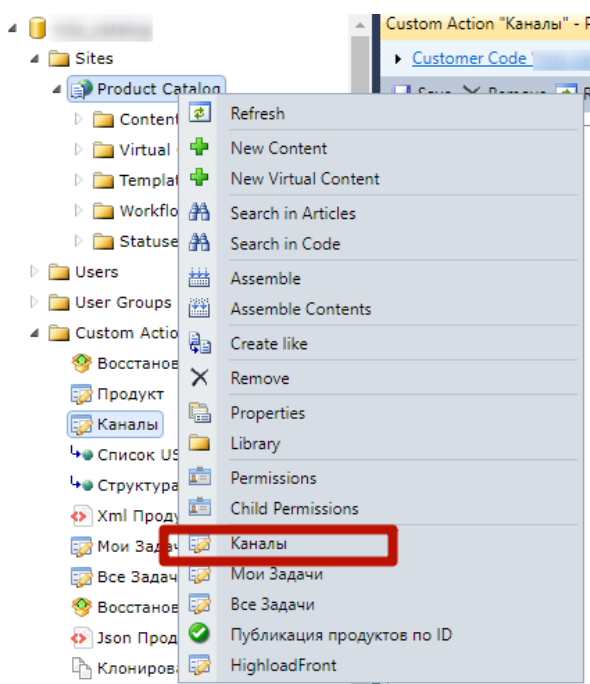 Custom Action "Каналы" - P
Sites
Customer Code
Product Catalog
Save Remove R
Content
Virtual
Templat
Workflo
Statuse
Users
User Groups
Custom Actio
Восстанов
Продукт
Каналы
Список US
Структура
Xml Проду
Мои Задач
Все Задач
Восстанов
Json Прод
Клонирова
Refresh
New Content
New Virtual Content
Search in Articles
Search in Code
Assemble
Assemble Contents
Create like
Remove
Properties
Library
Permissions
Child Permissions
Каналы
Мои Задачи
Все Задачи
Публикация продуктов по ID
HighloadFront